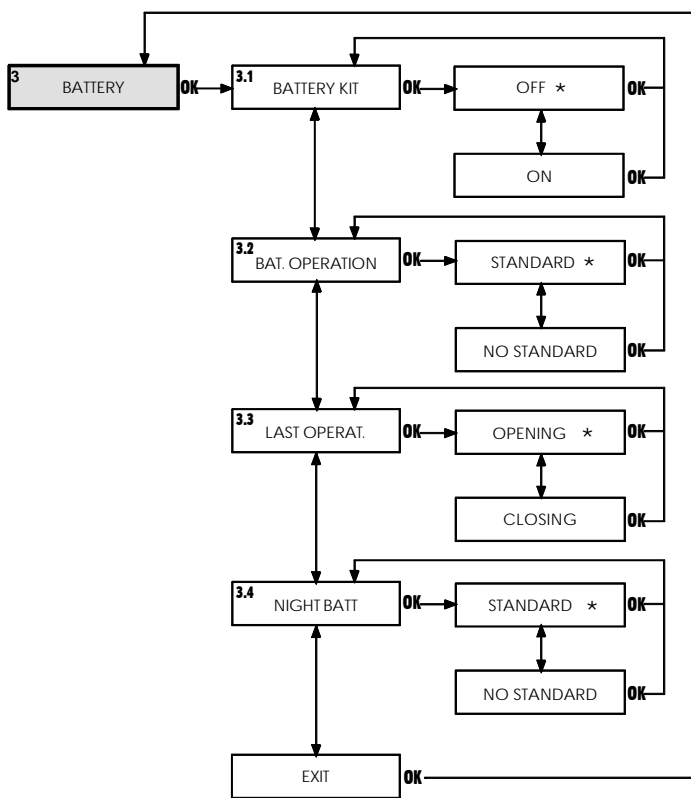 3
BATTERY OK
3.1
BATTERY KIT OK
OFF * OK
ON OK
3.2
BAT. OPERATION OK
STANDARD * OK
NO STANDARD OK
3.3
LAST OPERAT. OK
OPENING * OK
CLOSING OK
3.4
NIGHT BATT OK
STANDARD * OK
NO STANDARD OK
EXIT OK